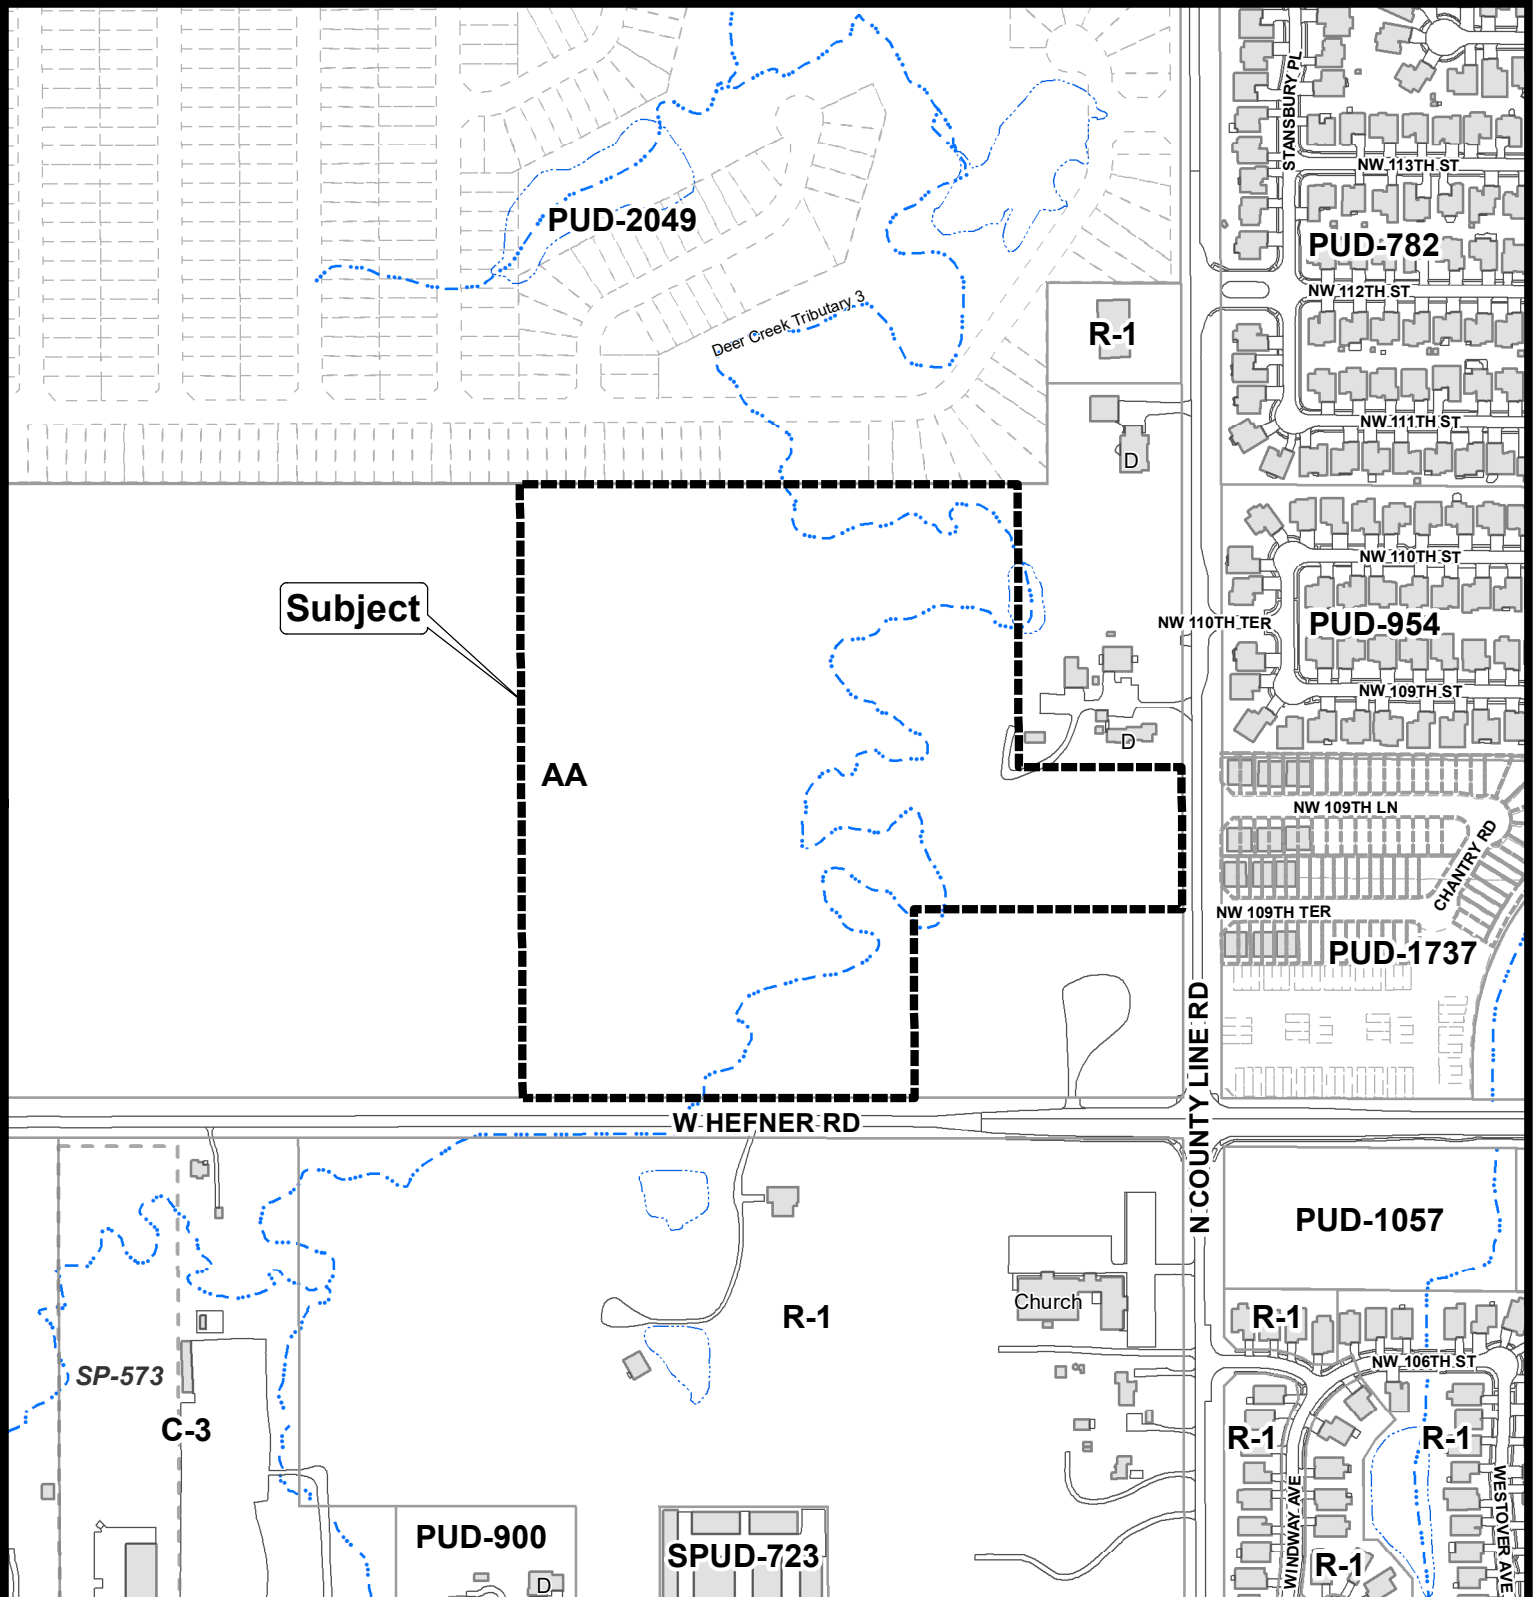 STANSBURY PL
NW 113TH ST
PUD-2049
PUD-782
NW 112TH ST
Deer Creek Tributary 3
R-1
NW 111TH ST
D
NW 110TH ST
Subject
NW 110TH TER
PUD-954
NW 109TH ST
D
AA
NW 109TH LN
CHANTRY RD
NW 109TH TER
PUD-1737
N COUNTY LINE RD
W HEFNER RD
PUD-1057
Church
R-1
R-1
NW 106TH ST
SP-573
C-3
R-1
R-1
WINDWAY AVE
WESTOVER AVE
PUD-900
SPUD-723
R-1
D